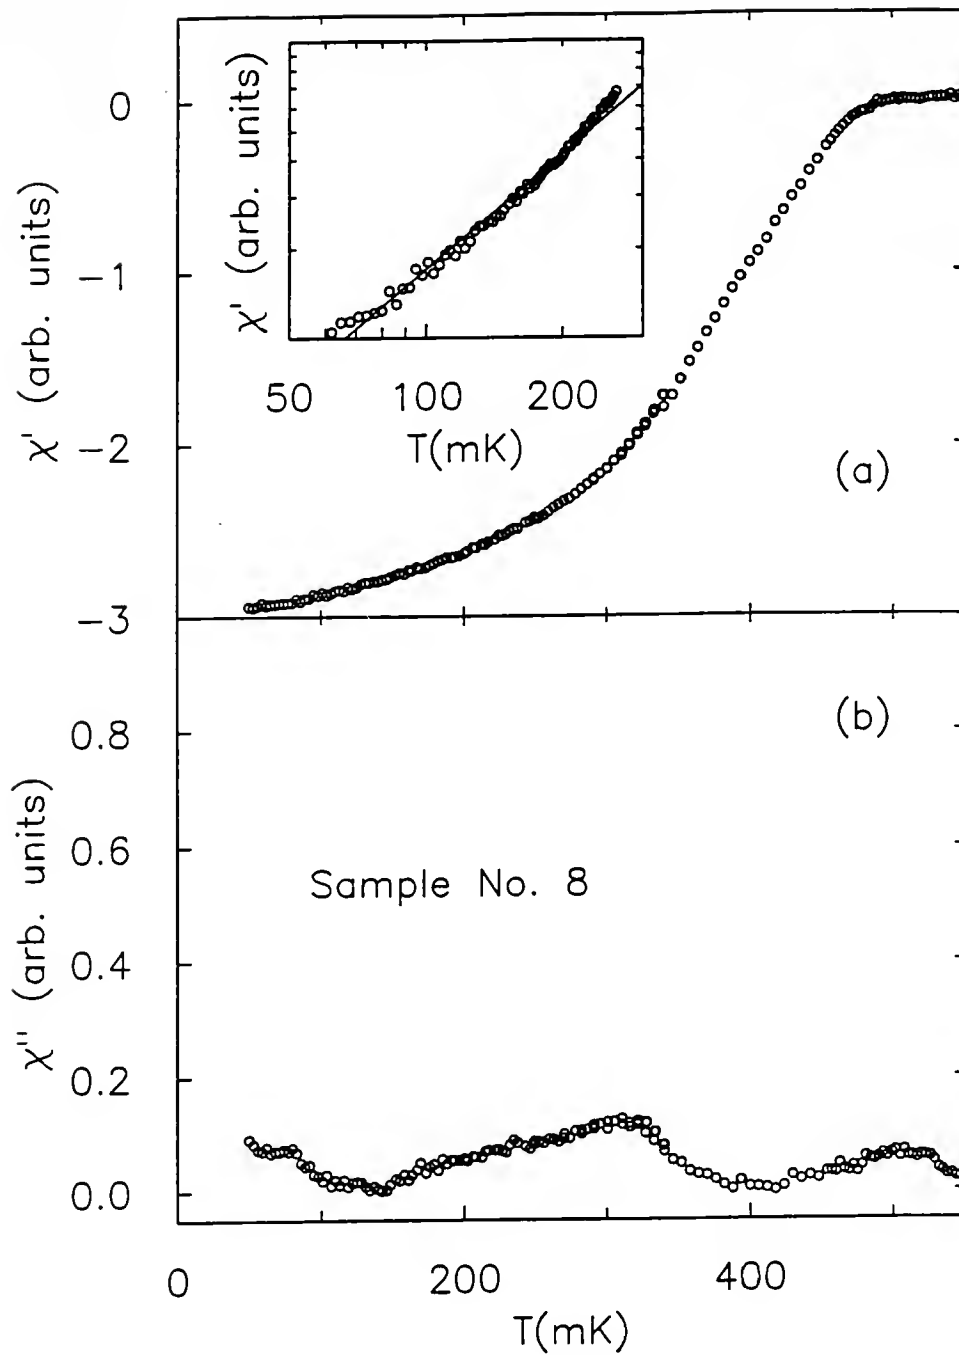 χ' (arb. units)
0
−1
−2
−3
χ' (arb. units)
50
100
200
T(mK)
(a)
χ'' (arb. units)
0.8
0.6
0.4
0.2
0.0
(b)
Sample No. 8
0
200
400
T(mK)